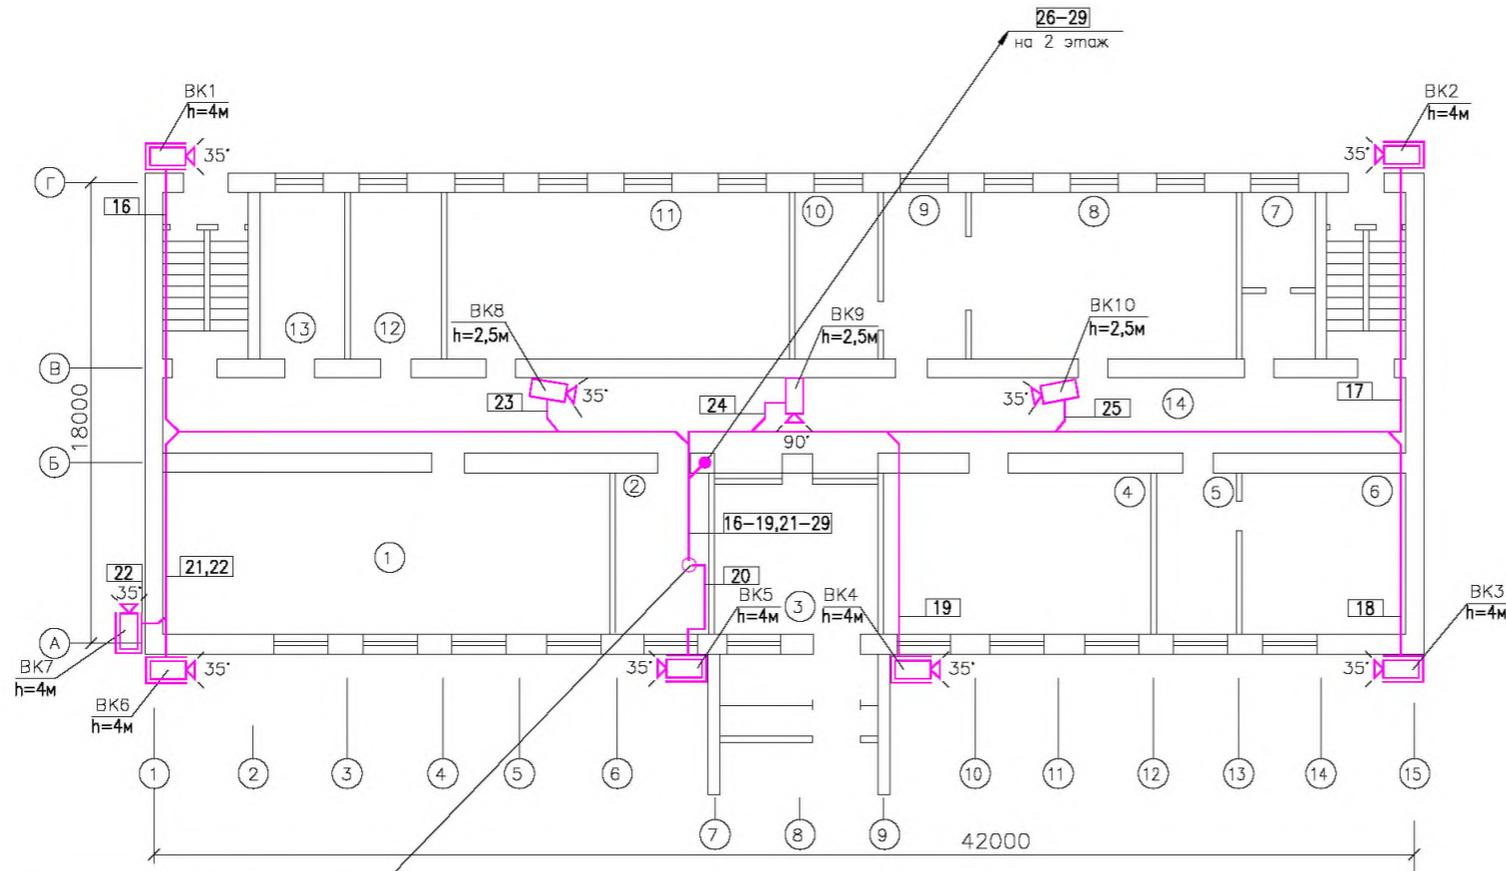 26-29
на 2 этаж
ВК1
h=4м
ВК2
h=4м
35°
35°
Г
16
11
10
9
8
7
13
12
ВК8
h=2,5м
ВК9
h=2,5м
ВК10
h=2,5м
В
35°
35°
23
24
25
14
17
18000
90°
Б
2
4
5
6
16-19,21-29
1
22
21,22
20
35°
ВК5
h=4м
3
ВК4
h=4м
19
18
ВК3
h=4м
А
ВК7
h=4м
35°
35°
35°
35°
ВК6
h=4м
1
2
3
4
5
6
10
11
12
13
14
15
7
8
9
42000